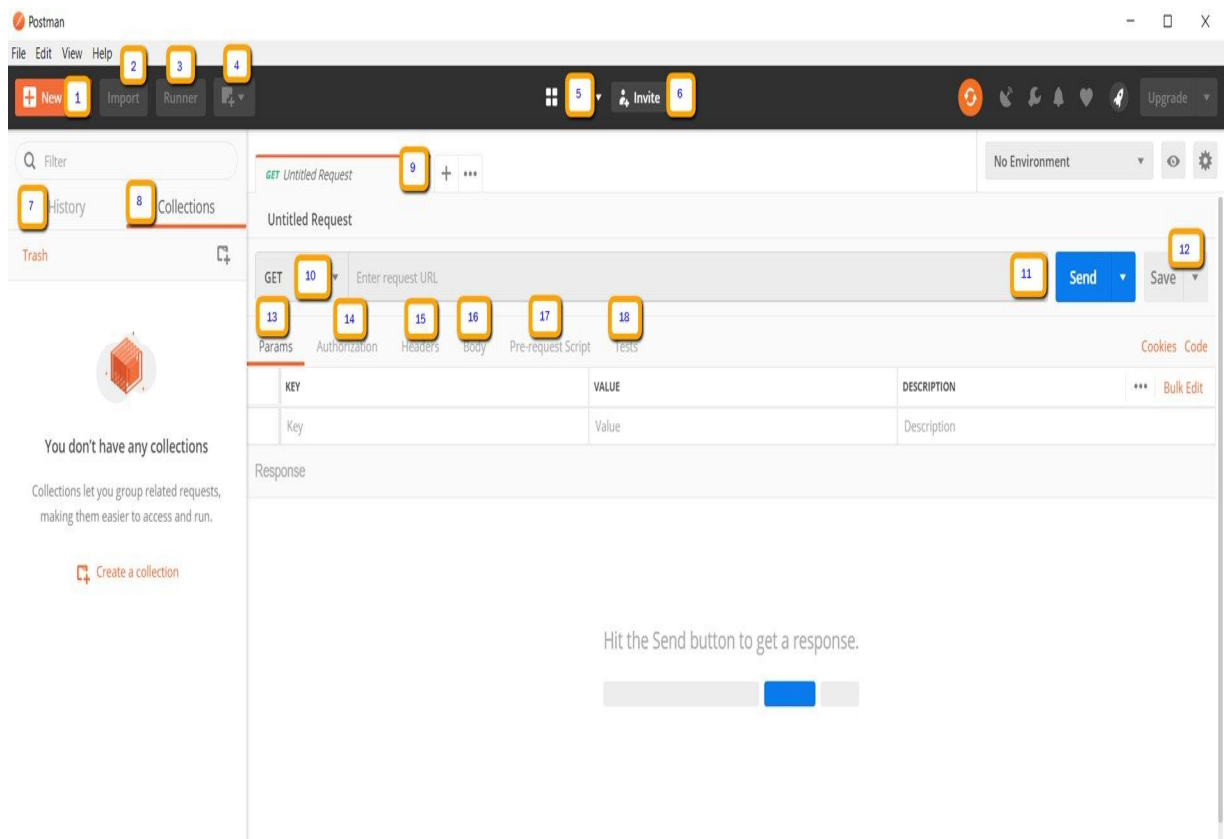 Postman
File Edit View Help
2 3 4
New 1 Import Runner 5 Invite 6 Upgrade
Filter
No Environment
GET Untitled Request 9
7 History 8 Collections
Untitled Request
Trash
12
GET 10 Enter request URL 11 Send Save
13 14 15 16 17 18
Params Authorization Headers Body Pre-request Script Tests Cookies Code
KEY VALUE DESCRIPTION Bulk Edit
Key Value Description
You don't have any collections
Response
Collections let you group related requests,
making them easier to access and run.
Create a collection
Hit the Send button to get a response.